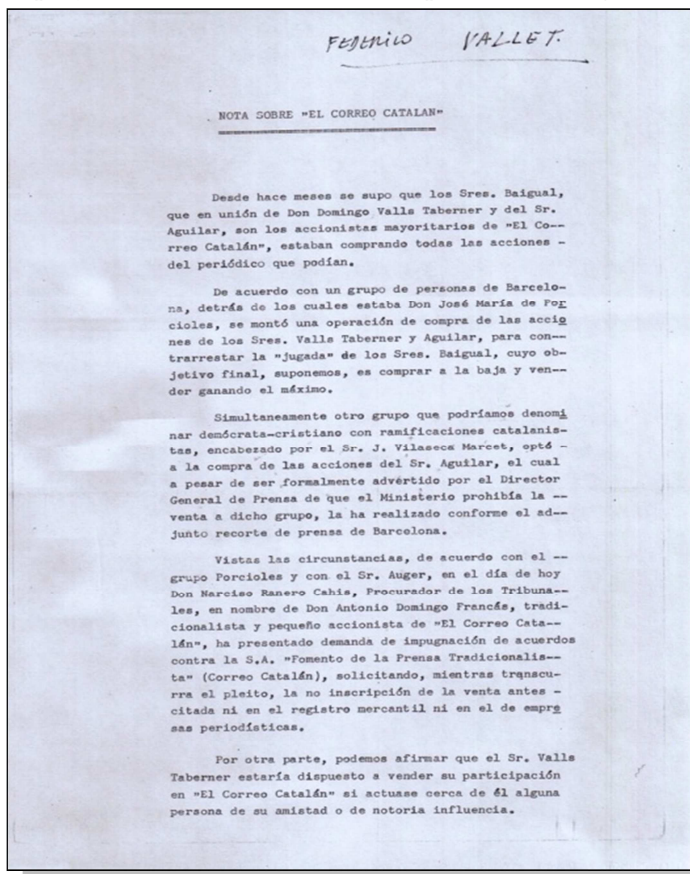 FEDERICO VALLET.
NOTA SOBRE "EL CORREO CATALAN"
Desde hace meses se supo que los Sres. Baigual,
que en unión de Don Domingo Valls Taberner y del Sr.
Aguilar, son los accionistas mayoritarios de "El Co--
rreo Catalán", estaban comprando todas las acciones -
del periódico que podían.
De acuerdo con un grupo de personas de Barcelo-
na, detrás de los cuales estaba Don José María de Por
cioles, se montó una operación de compra de las accio
nes de los Sres. Valls Taberner y Aguilar, para con-
trarrestar la "jugada" de los Sres. Baigual, cuyo ob-
jetivo final, suponemos, es comprar a la baja y ven--
der ganando el máximo.
Simultaneamente otro grupo que podríamos denomi
nar demócrata-cristiano con ramificaciones catalanis-
tas, encabezado por el Sr. J. Vilaseca Marcet, optó -
a la compra de las acciones del Sr. Aguilar, el cual
a pesar de ser formalmente advértido por el Director
General de Prensa de que el Ministerio prohibía la --
venta a dicho grupo, la ha realizado conforme el ad--
junto recorte de prensa de Barcelona.
Vistas las circunstancias, de acuerdo con el --
grupo Porcioles y con el Sr. Auger, en el día de hoy
Don Narciso Ranero Cahis, Procurador de los Tribuna--
les, en nombre de Don Antonio Domingo Francás, tradi-
cionalista y pequeño accionista de "El Correo Cata--
lán", ha presentado demanda de impugnación de acuerdos
contra la S.A. "Fomento de la Prensa Tradicionalis--
ta" (Correo Catalán), solicitando, mientras transcu-
rra el pleito, la no inscripción de la venta antes -
citada ni en el registro mercantil ni en el de empre
sas periodísticas.
Por otra parte, podemos afirmar que el Sr. Valls
Taberner estaría dispuesto a vender su participación
en "El Correo Catalán" si actuase cerca de él alguna
persona de su amistad o de notoria influencia.